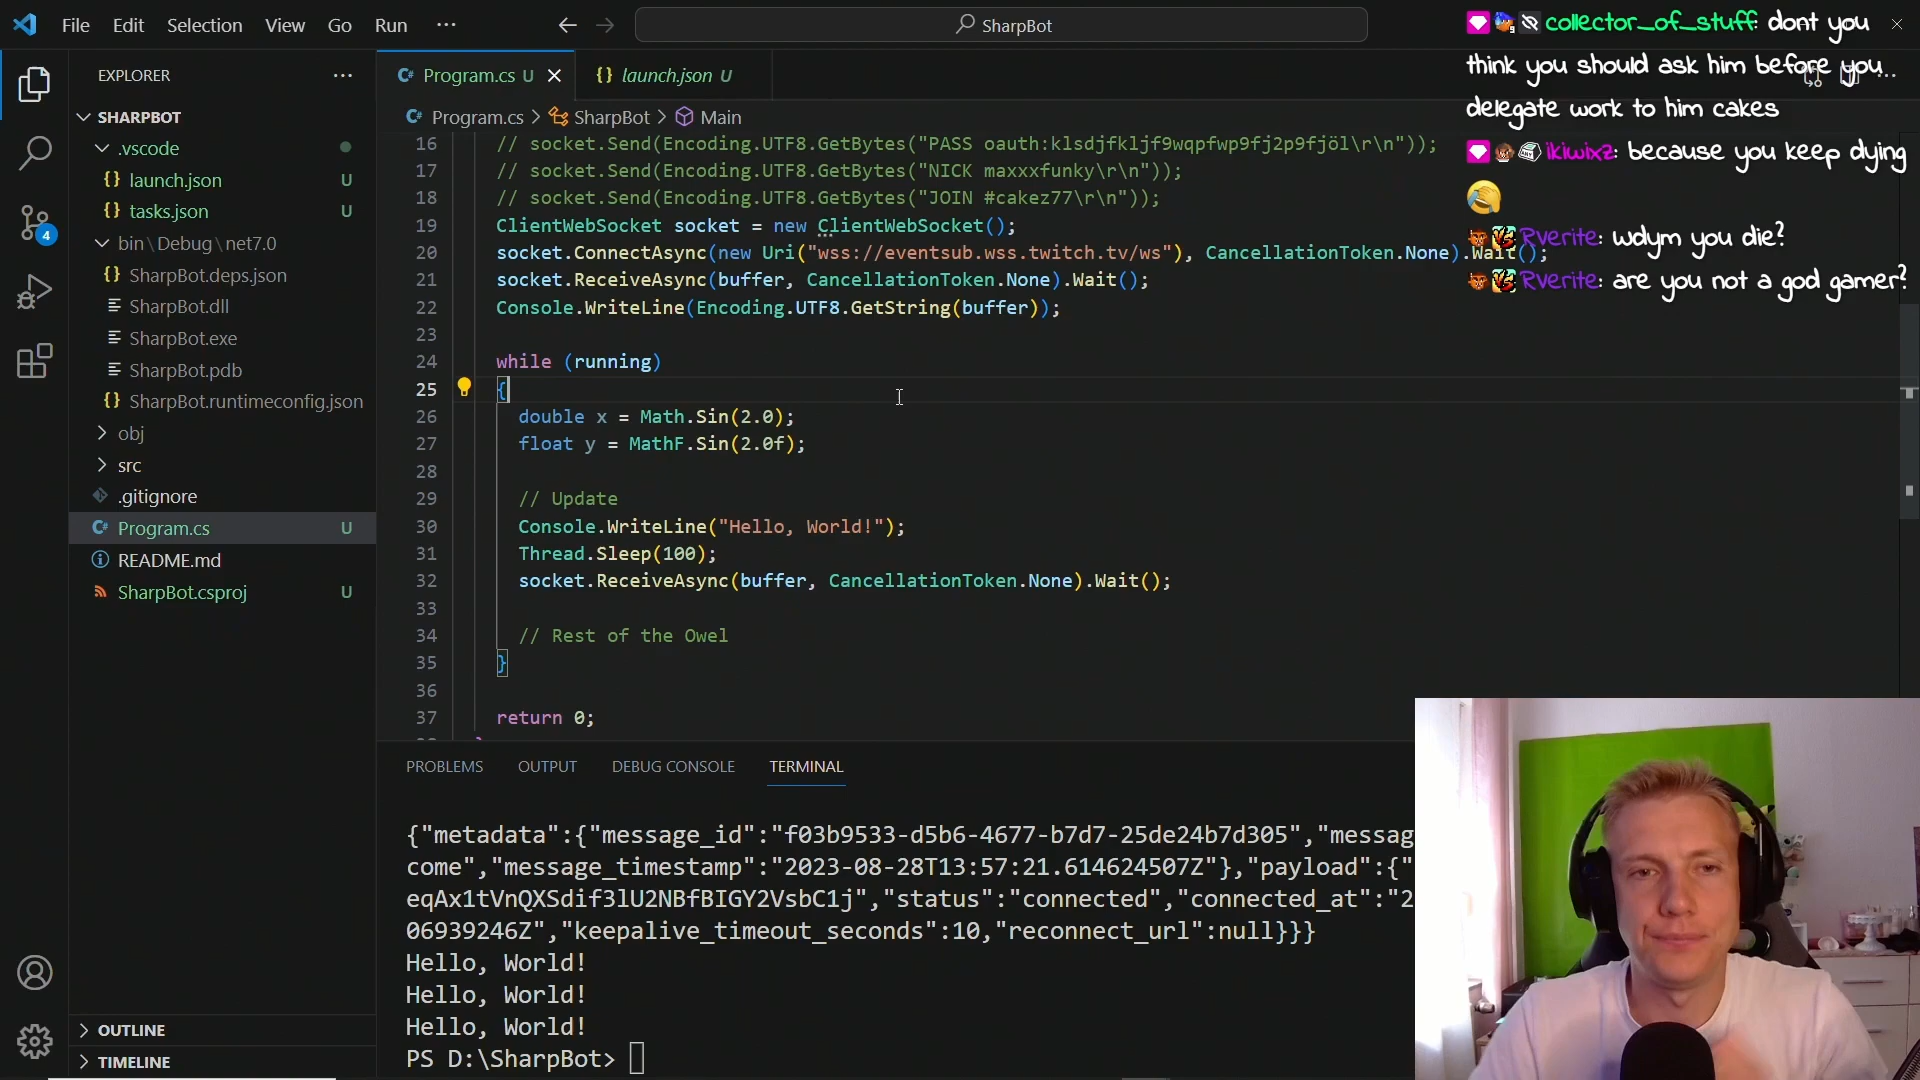 File Edit Selection View Go Run ···
SharpBot
EXPLORER ···
SHARPBOT
.vscode
launch.json U
tasks.json U
bin\Debug\net7.0
SharpBot.deps.json
SharpBot.dll
SharpBot.exe
SharpBot.pdb
SharpBot.runtimeconfig.json
obj
src
.gitignore
Program.cs U
README.md
SharpBot.csproj U
OUTLINE
TIMELINE
4
Program.cs U
launch.json U
Program.cs > SharpBot > Main
16 // socket.Send(Encoding.UTF8.GetBytes("PASS oauth:klsdjfkljf9wqpfwp9fj2p9fjöl\r\n"));
17 // socket.Send(Encoding.UTF8.GetBytes("NICK maxxxfunky\r\n"));
18 // socket.Send(Encoding.UTF8.GetBytes("JOIN #cakez77\r\n"));
19 ClientWebSocket socket = new ClientWebSocket();
20 socket.ConnectAsync(new Uri("wss://eventsub.wss.twitch.tv/ws"), CancellationToken.None).Wait();
21 socket.ReceiveAsync(buffer, CancellationToken.None).Wait();
22 Console.WriteLine(Encoding.UTF8.GetString(buffer));
23
24 while (running)
25 {
26 double x = Math.Sin(2.0);
27 float y = MathF.Sin(2.0f);
28
29 // Update
30 Console.WriteLine("Hello, World!");
31 Thread.Sleep(100);
32 socket.ReceiveAsync(buffer, CancellationToken.None).Wait();
33
34 // Rest of the Owel
35 }
36
37 return 0;
PROBLEMS OUTPUT DEBUG CONSOLE TERMINAL
{"metadata":{"message_id":"f03b9533-d5b6-4677-b7d7-25de24b7d305","messag
come","message_timestamp":"2023-08-28T13:57:21.614624507Z"},"payload":{"
eqAx1tVnQXSdif3lU2NBfBIGY2VsbC1j","status":"connected","connected_at":"2
06939246Z","keepalive_timeout_seconds":10,"reconnect_url":null}}}
Hello, World!
Hello, World!
Hello, World!
PS D:\SharpBot>
collector_of_stuff: dont you
think you should ask him before you
delegate work to him cakes
ikiwixz: because you keep dying
Rverite: wdym you die?
Rverite: are you not a god gamer?